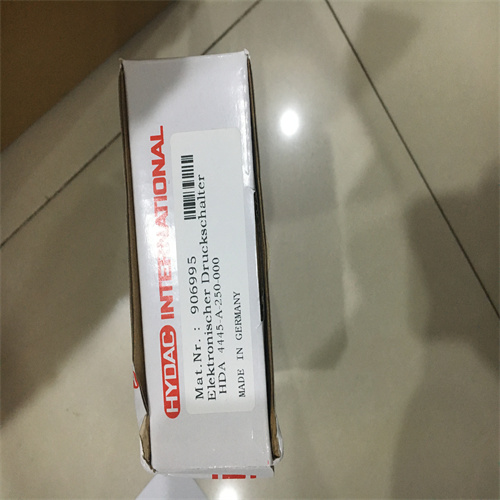 HYDAC INTERNATIONAL
Mat.Nr.: 906995
Elektronischer Druckschalter
HDA 4445-A-250-000
MADE IN GERMANY